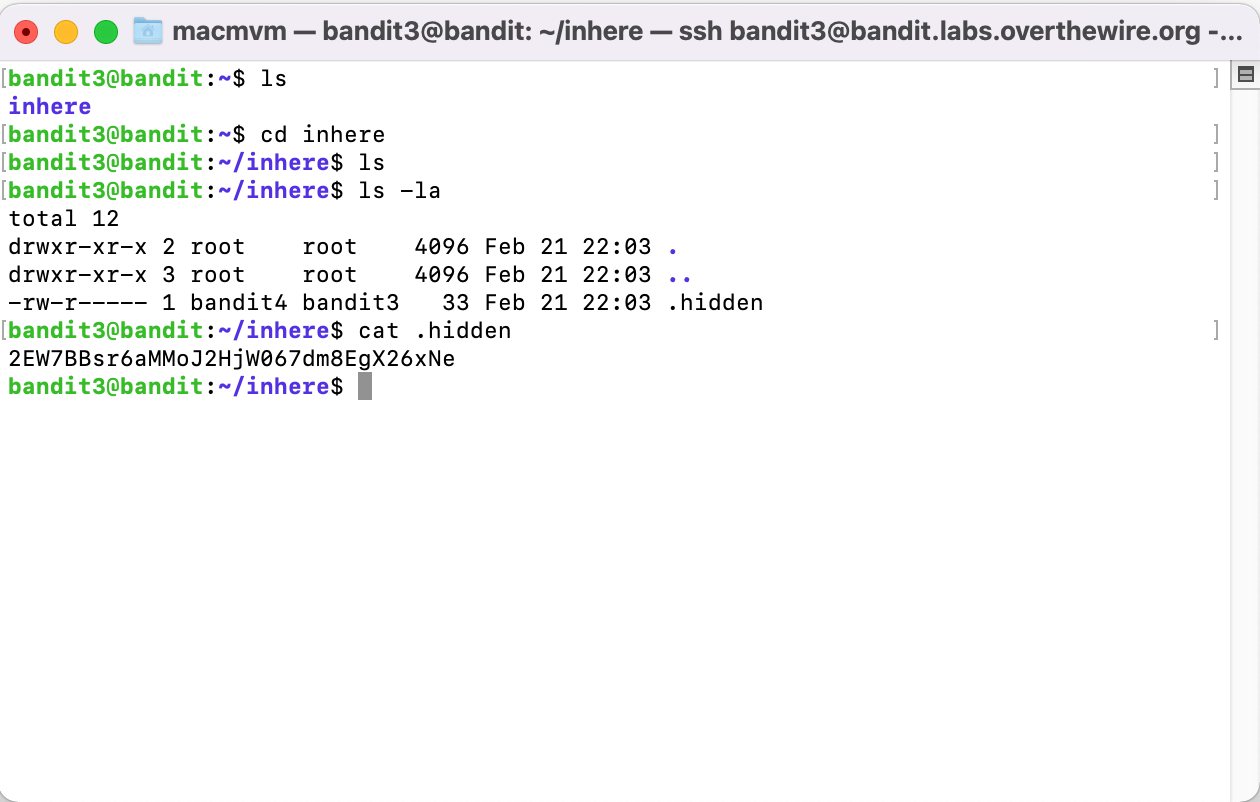 macmvm — bandit3@bandit: ~/inhere — ssh bandit3@bandit.labs.overthewire.org -...
[bandit3@bandit:~$ ls ]
inhere
[bandit3@bandit:~$ cd inhere ]
[bandit3@bandit:~/inhere$ ls ]
[bandit3@bandit:~/inhere$ ls -la ]
total 12
drwxr-xr-x 2 root    root    4096 Feb 21 22:03 .
drwxr-xr-x 3 root    root    4096 Feb 21 22:03 ..
-rw-r----- 1 bandit4 bandit3   33 Feb 21 22:03 .hidden
[bandit3@bandit:~/inhere$ cat .hidden ]
2EW7BBsr6aMMoJ2HjW067dm8EgX26xNe
bandit3@bandit:~/inhere$